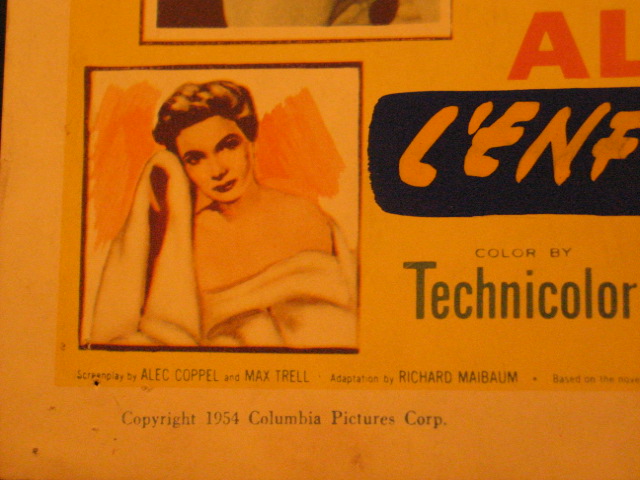 AL
L'ENF
COLOR BY
Technicolor
Screenplay by ALEC COPPEL and MAX TRELL · Adaptation by RICHARD MAIBAUM • Based on the nove
Copyright 1954 Columbia Pictures Corp.